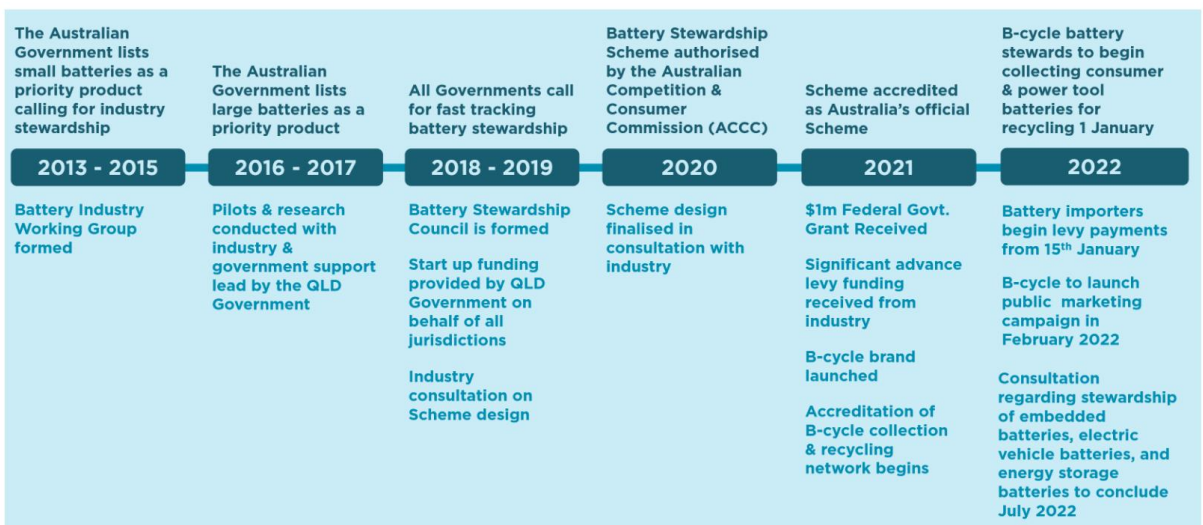 The Australian
Government lists
small batteries as a
priority product
calling for industry
stewardship
2013 - 2015
Battery Industry
Working Group
formed
The Australian
Government lists
large batteries as a
priority product
2016 - 2017
Pilots & research
conducted with
industry &
government support
lead by the QLD
Government
All Governments call
for fast tracking
battery stewardship
2018 - 2019
Battery Stewardship
Council is formed
Start up funding
provided by QLD
Government on
behalf of all
jurisdictions
Industry
consultation on
Scheme design
Battery Stewardship
Scheme authorised
by the Australian
Competition &
Consumer
Commission (ACCC)
2020
Scheme design
finalised in
consultation with
industry
Scheme accredited
as Australia's official
Scheme
2021
$1m Federal Govt.
Grant Received
Significant advance
levy funding
received from
industry
B-cycle brand
launched
Accreditation of
B-cycle collection
& recycling
network begins
B-cycle battery
stewards to begin
collecting consumer
& power tool
batteries for
recycling 1 January
2022
Battery importers
begin levy payments
from 15th January
B-cycle to launch
public marketing
campaign in
February 2022
Consultation
regarding stewardship
of embedded
batteries, electric
vehicle batteries, and
energy storage
batteries to conclude
July 2022